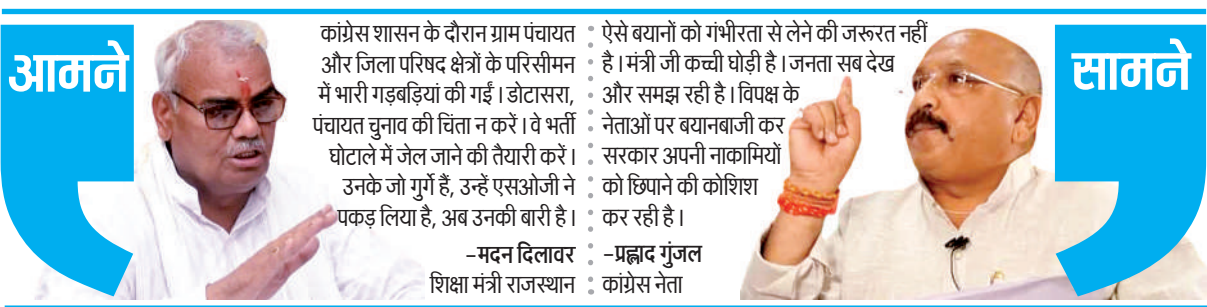 आमने
कांग्रेस शासन के दौरान ग्राम पंचायत
और जिला परिषद क्षेत्रों के परिसीमन
में भारी गड़बड़ियां की गईं। डोटासरा,
पंचायत चुनाव की चिंता न करें। वे भर्ती
घोटाले में जेल जाने की तैयारी करें।
उनके जो गुर्गे हैं, उन्हें एसओजी ने
पकड़ लिया है, अब उनकी बारी है।
–मदन दिलावर
शिक्षा मंत्री राजस्थान
ऐसे बयानों को गंभीरता से लेने की जरूरत नहीं
है। मंत्री जी कच्ची घोड़ी है। जनता सब देख
और समझ रही है। विपक्ष के
नेताओं पर बयानबाजी कर
सरकार अपनी नाकामियों
को छिपाने की कोशिश
कर रही है।
–प्रह्लाद गुंजल
कांग्रेस नेता
सामने